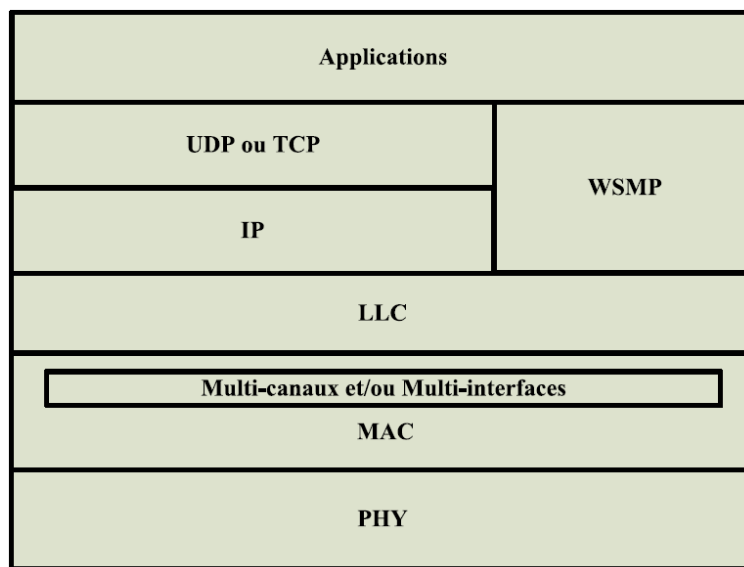 Applications
UDP ou TCP
WSMP
IP
LLC
Multi-canaux et/ou Multi-interfaces
MAC
PHY